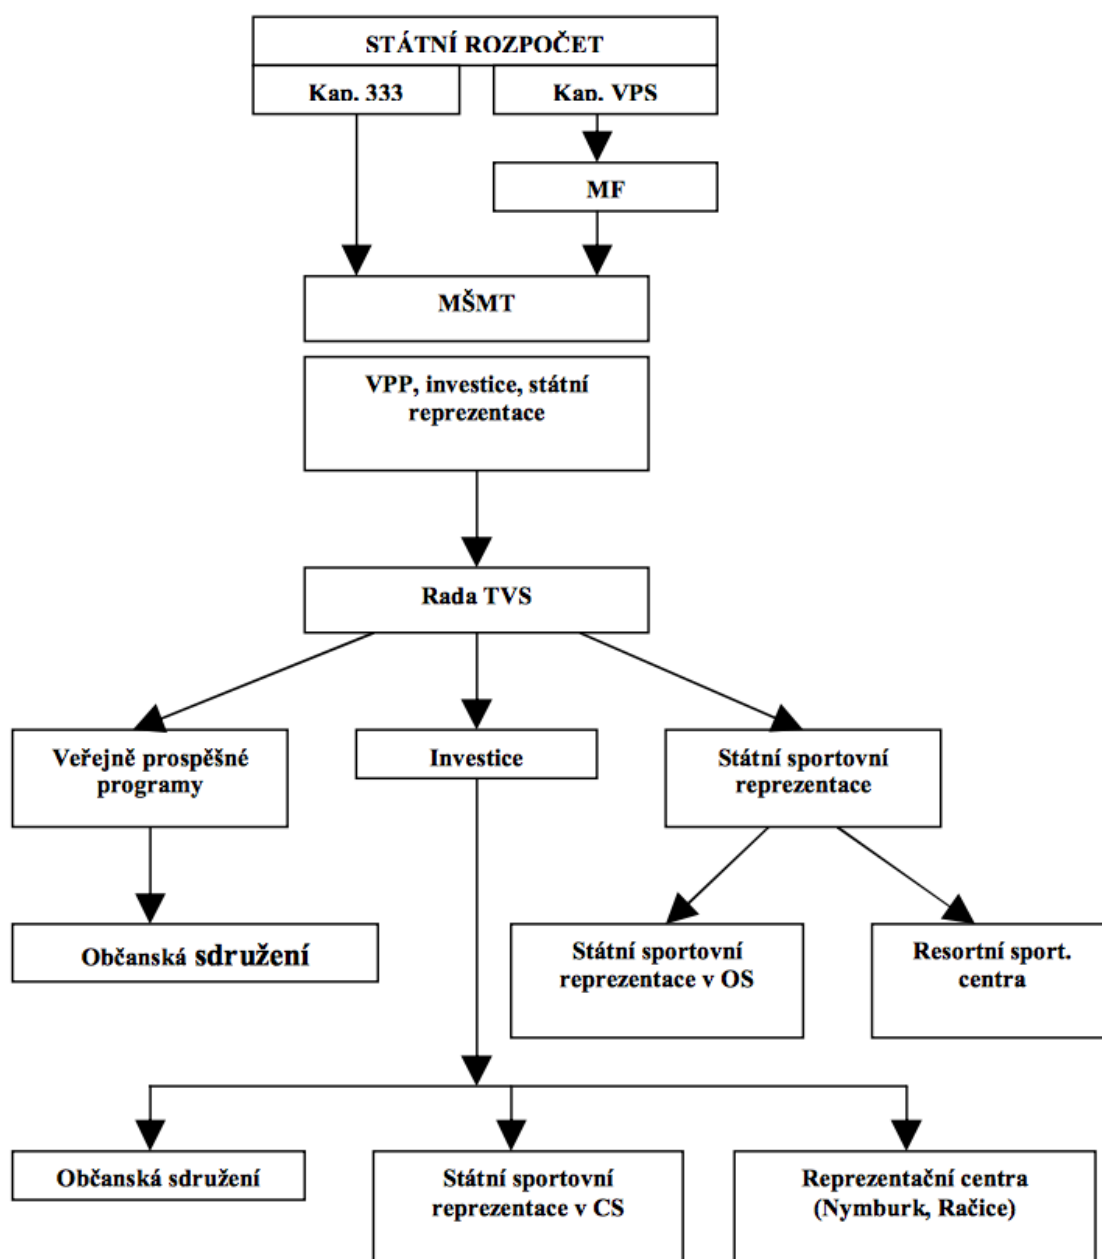 STÁTNÍ ROZPOČET
Kap. 333
Kap. VPS
MF
MŠMT
VPP, investice, státní
reprezentace
Rada TVS
Veřejně prospěšné
programy
Investice
Státní sportovní
reprezentace
Občanská sdružení
Státní sportovní
reprezentace v OS
Resortní sport.
centra
Občanská sdružení
Státní sportovní
reprezentace v CS
Reprezentační centra
(Nymburk, Račice)